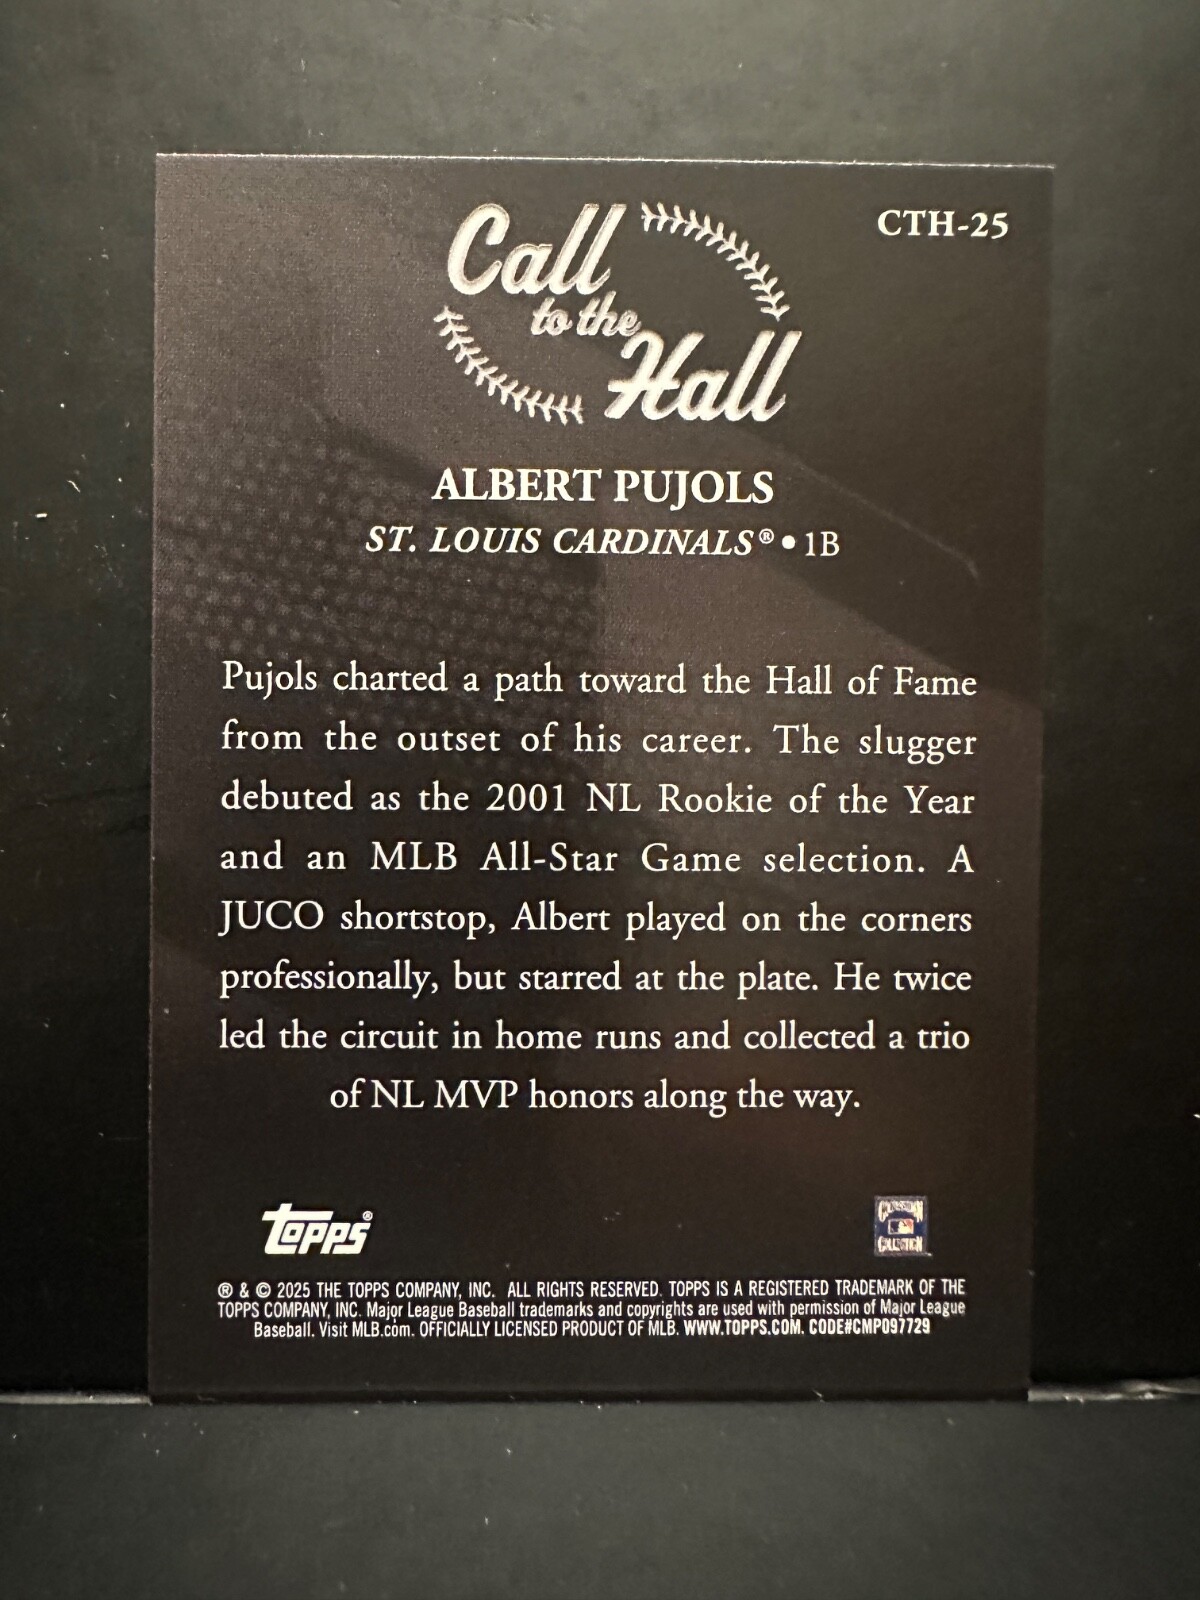 CTH-25
Call
to the
Hall
ALBERT PUJOLS
ST. LOUIS CARDINALS® • 1B
Pujols charted a path toward the Hall of Fame
from the outset of his career. The slugger
debuted as the 2001 NL Rookie of the Year
and an MLB All-Star Game selection. A
JUCO shortstop, Albert played on the corners
professionally, but starred at the plate. He twice
led the circuit in home runs and collected a trio
of NL MVP honors along the way.
topps®
COLLECTION
® & © 2025 THE TOPPS COMPANY, INC. ALL RIGHTS RESERVED. TOPPS IS A REGISTERED TRADEMARK OF THE
TOPPS COMPANY, INC. Major League Baseball trademarks and copyrights are used with permission of Major League
Baseball. Visit MLB.com. OFFICIALLY LICENSED PRODUCT OF MLB. WWW.TOPPS.COM. CODE#CMP097729